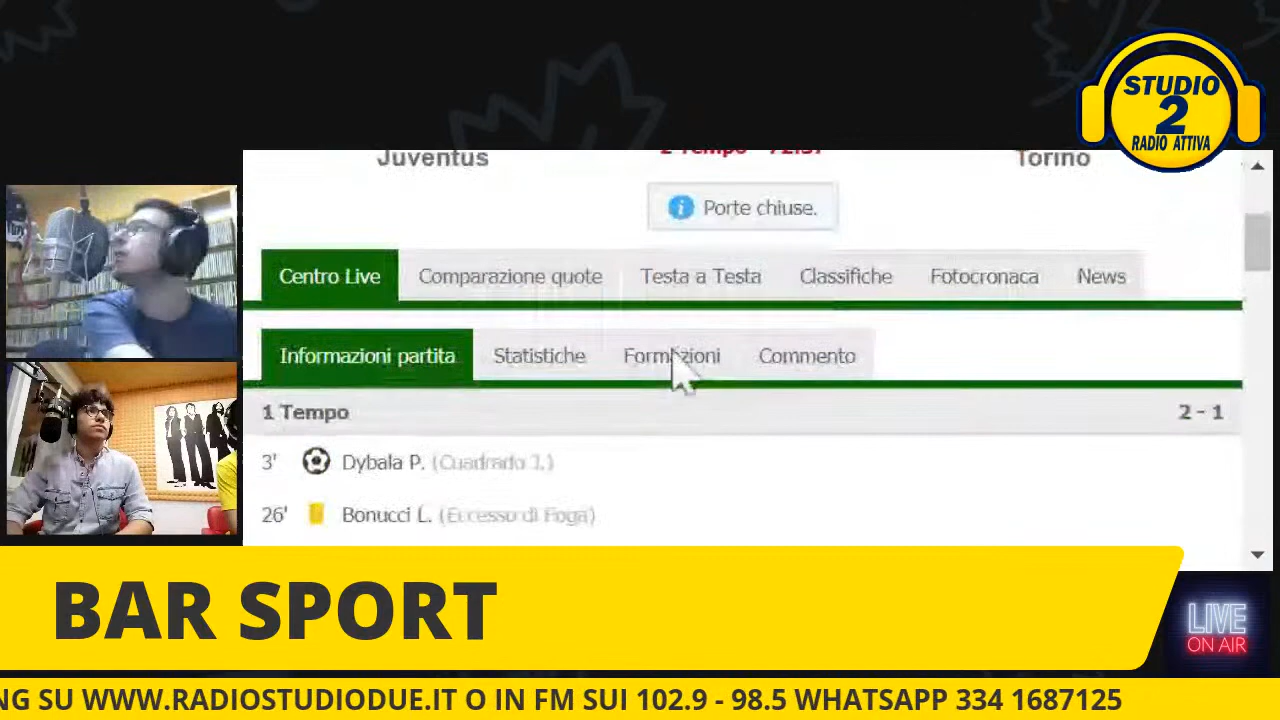 STUDIO
2
RADIO ATTIVA
Juventus
Torino
Porte chiuse.
Centro Live
Comparazione quote
Testa a Testa
Classifiche
Fotocronaca
News
Informazioni partita
Statistiche
Formazioni
Commento
1 Tempo
2 - 1
3'
Dybala P. (Cuadrado J.)
26'
Bonucci L. (Eccesso di Foga)
BAR SPORT
LIVE
ON AIR
NG SU WWW.RADIOSTUDIODUE.IT O IN FM SUI 102.9 - 98.5 WHATSAPP 334 1687125